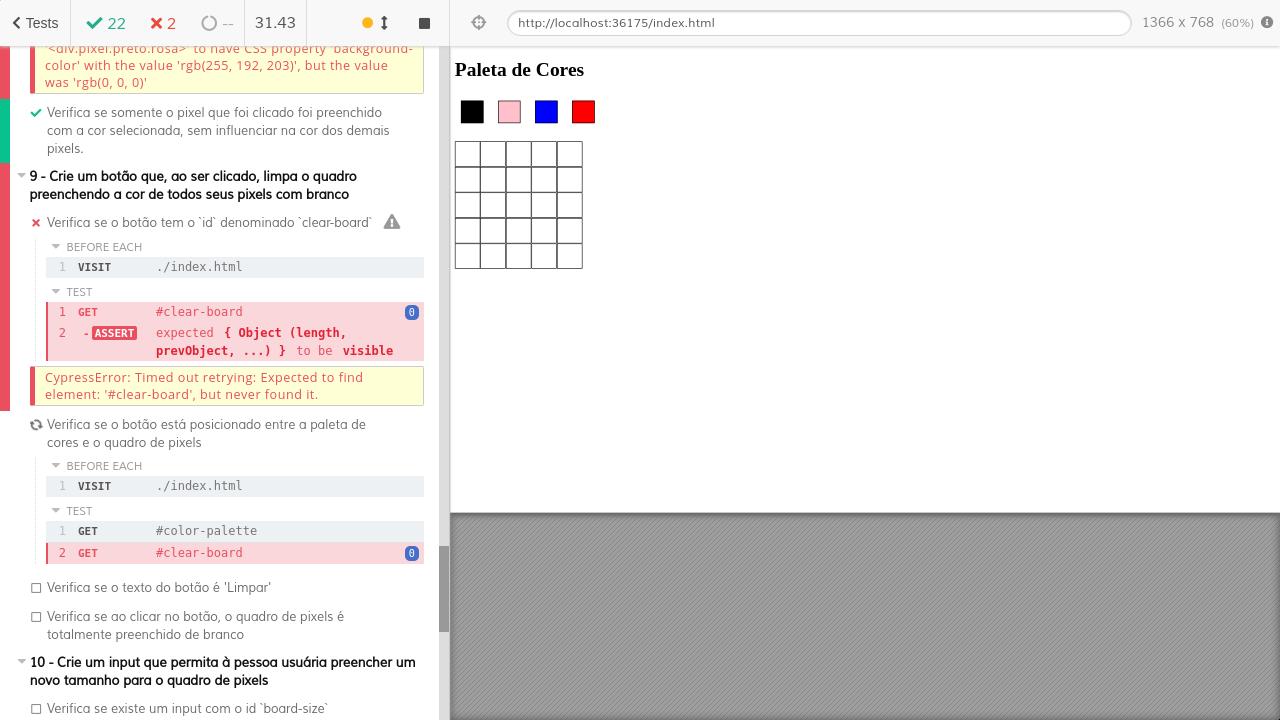 Tests
22
2
--
31.43
http://localhost:36175/index.html
1366 x 768 (60%)
'<div.pixel.preto.rosa>' to have CSS property 'background-
color' with the value 'rgb(255, 192, 203)', but the value
was 'rgb(0, 0, 0)'
Verifica se somente o pixel que foi clicado foi preenchido
com a cor selecionada, sem influenciar na cor dos demais
pixels.
9 - Crie um botão que, ao ser clicado, limpa o quadro
preenchendo a cor de todos seus pixels com branco
Verifica se o botão tem o `id` denominado `clear-board`
BEFORE EACH
1 VISIT ./index.html
TEST
1 GET #clear-board 0
2 -ASSERT expected { Object (length,
prevObject, ...) } to be visible
CypressError: Timed out retrying: Expected to find
element: '#clear-board', but never found it.
Verifica se o botão está posicionado entre a paleta de
cores e o quadro de pixels
BEFORE EACH
1 VISIT ./index.html
TEST
1 GET #color-palette
2 GET #clear-board 0
Verifica se o texto do botão é 'Limpar'
Verifica se ao clicar no botão, o quadro de pixels é
totalmente preenchido de branco
10 - Crie um input que permita à pessoa usuária preencher um
novo tamanho para o quadro de pixels
Verifica se existe um input com o id `board-size`
Paleta de Cores